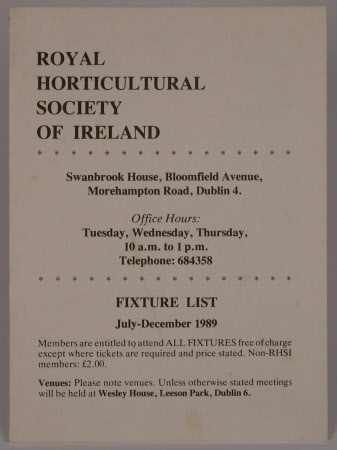 ROYAL
HORTICULTURAL
SOCIETY
OF IRELAND
* * * * * * * * * * * * * * * *
Swanbrook House, Bloomfield Avenue,
Morehampton Road, Dublin 4.
Office Hours:
Tuesday, Wednesday, Thursday,
10 a.m. to 1 p.m.
Telephone: 684358
* * * * * * * * * * * * * * * *
FIXTURE LIST
July-December 1989
Members are entitled to attend ALL FIXTURES free of charge
except where tickets are required and price stated. Non-RHSI
members: £2.00.
Venues: Please note venues. Unless otherwise stated meetings
will be held at Wesley House, Leeson Park, Dublin 6.